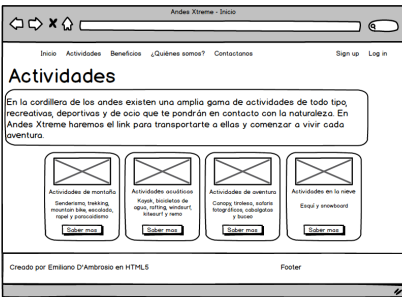 Andes Xtreme - Inicio
Inicio Actividades Beneficios ¿Quiénes somos? Contactanos Sign up Log in
Actividades
En la cordillera de los andes existen una amplia gama de actividades de todo tipo,
recreativas, deportivas y de ocio que te pondrán en contacto con la naturaleza. En
Andes Xtreme haremos el link para transportarte a ellas y comenzar a vivir cada
aventura.
Actividades de montaña
Senderismo, trekking,
mountain bike, escalada,
rapel y paracaidismo
Saber mas
Actividades acuáticas
Kayak, bicicletas de
agua, rafting, windsurf,
kitesurf y remo
Saber mas
Actividades de aventura
Canopy, tiroleso, safaris
fotográficos, cabalgatas
y buceo
Saber mas
Actividades en la nieve
Esquí y snowboard
Saber mas
Creado por Emiliano D'Ambrosio en HTML5 Footer